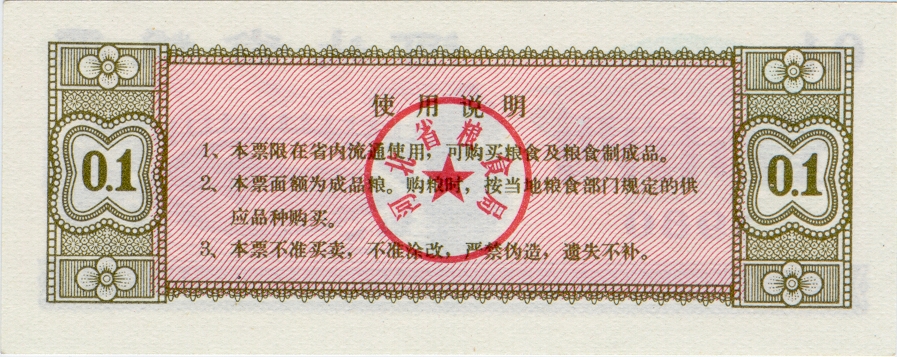 使用说明
1、本票限在省内流通使用，可购买粮食及粮食制成品。
2、本票面额为成品粮。购粮时，按当地粮食部门规定的供
应品种购买。
3、本票不准买卖，不准涂改，严禁伪造，遗失不补。
0.1
0.1
河北省粮食局